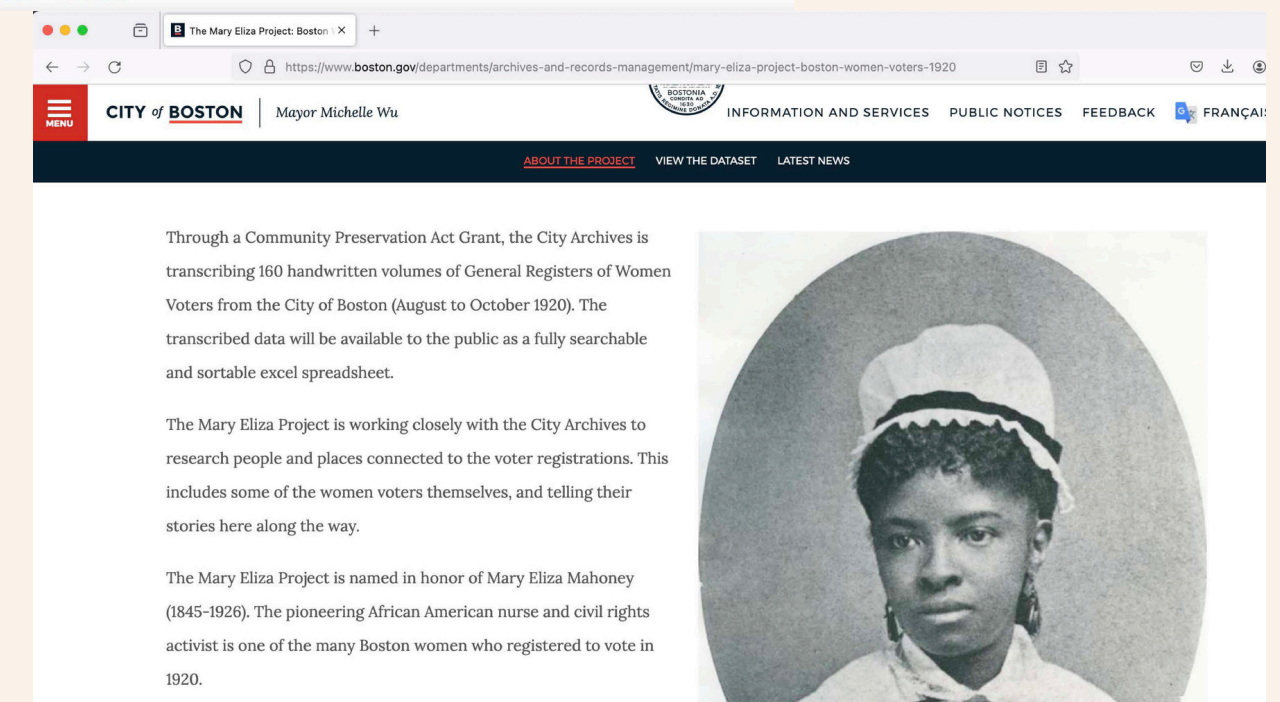 The Mary Eliza Project: Boston
https://www.boston.gov/departments/archives-and-records-management/mary-eliza-project-boston-women-voters-1920
MENU
CITY of BOSTON
Mayor Michelle Wu
BOSTONIA
CONDITA AD
1630
INFORMATION AND SERVICES
PUBLIC NOTICES
FEEDBACK
ABOUT THE PROJECT
VIEW THE DATASET
LATEST NEWS
Through a Community Preservation Act Grant, the City Archives is
transcribing 160 handwritten volumes of General Registers of Women
Voters from the City of Boston (August to October 1920). The
transcribed data will be available to the public as a fully searchable
and sortable excel spreadsheet.
The Mary Eliza Project is working closely with the City Archives to
research people and places connected to the voter registrations. This
includes some of the women voters themselves, and telling their
stories here along the way.
The Mary Eliza Project is named in honor of Mary Eliza Mahoney
(1845-1926). The pioneering African American nurse and civil rights
activist is one of the many Boston women who registered to vote in
1920.